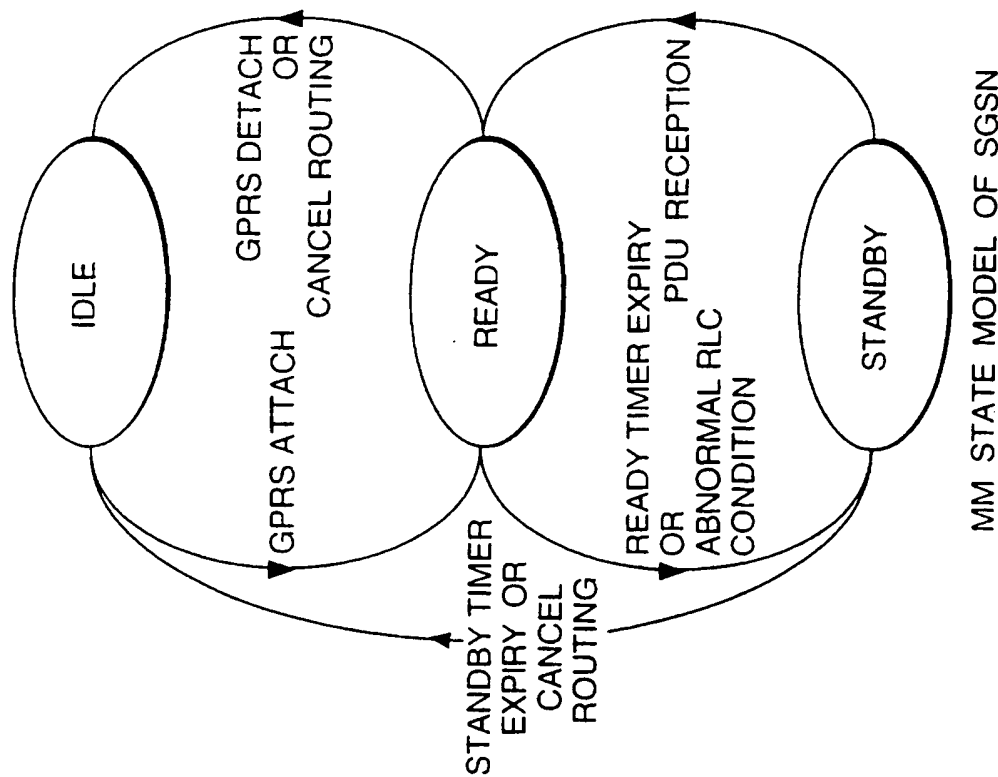 IDLE
GPRS ATTACH
GPRS DETACH
OR
CANCEL ROUTING
STANDBY TIMER
EXPIRY OR
CANCEL
ROUTING
READY
READY TIMER EXPIRY
OR
ABNORMAL RLC
CONDITION
PDU RECEPTION
STANDBY
MM STATE MODEL OF SGSN